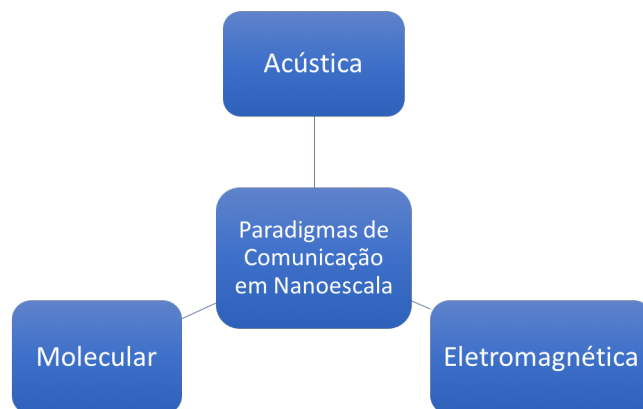 Acústica
Paradigmas de
Comunicação
em Nanoescala
Molecular
Eletromagnética